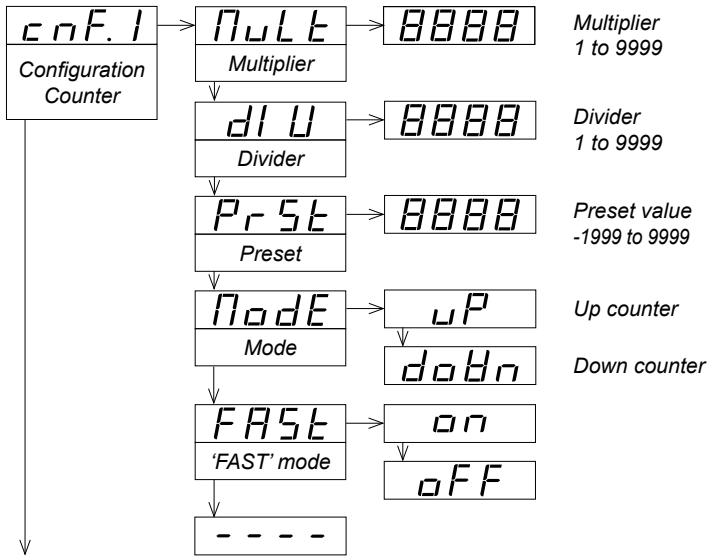 cnF.1
Configuration
Counter
MuLt
Multiplier
8888
Multiplier
1 to 9999
dIU
Divider
8888
Divider
1 to 9999
PrSt
Preset
8888
Preset value
-1999 to 9999
ModE
Mode
uP
Up counter
doWn
Down counter
FASt
'FAST' mode
on
oFF
----